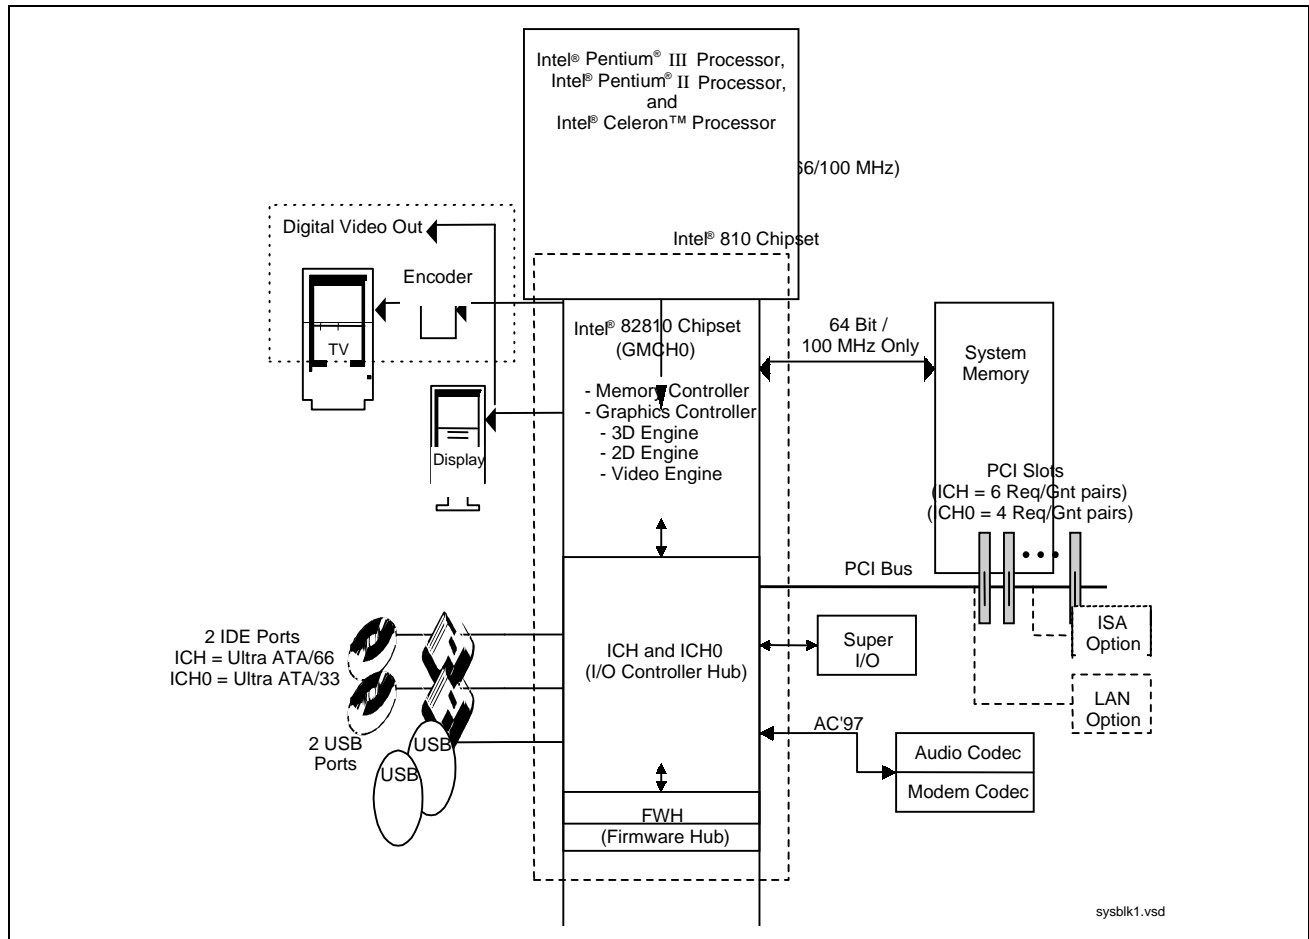 Intel® Pentium® III Processor,
Intel® Pentium® II Processor,
and
Intel® Celeron™ Processor
66/100 MHz)
Intel® 810 Chipset
Digital Video Out
Encoder
TV
Display
Intel® 82810 Chipset
(GMCH0)
- Memory Controller
- Graphics Controller
- 3D Engine
- 2D Engine
- Video Engine
64 Bit /
100 MHz Only
System
Memory
PCI Slots
(ICH = 6 Req/Gnt pairs)
(ICH0 = 4 Req/Gnt pairs)
PCI Bus
ISA
Option
LAN
Option
2 IDE Ports
ICH = Ultra ATA/66
ICH0 = Ultra ATA/33
ICH and ICH0
(I/O Controller Hub)
Super
I/O
2 USB
Ports
USB
USB
AC'97
Audio Codec
Modem Codec
FWH
(Firmware Hub)
sysblk1.vsd